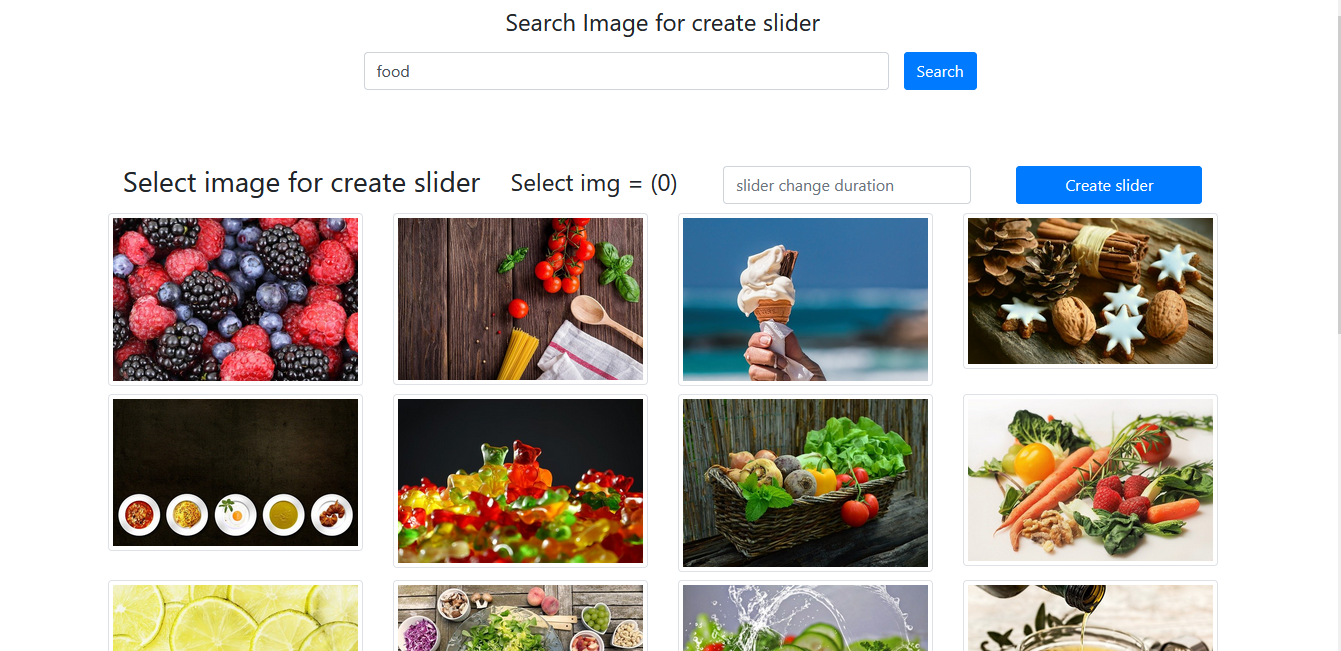 Search Image for create slider
food
Search
Select image for create slider
Select img = (0)
slider change duration
Create slider